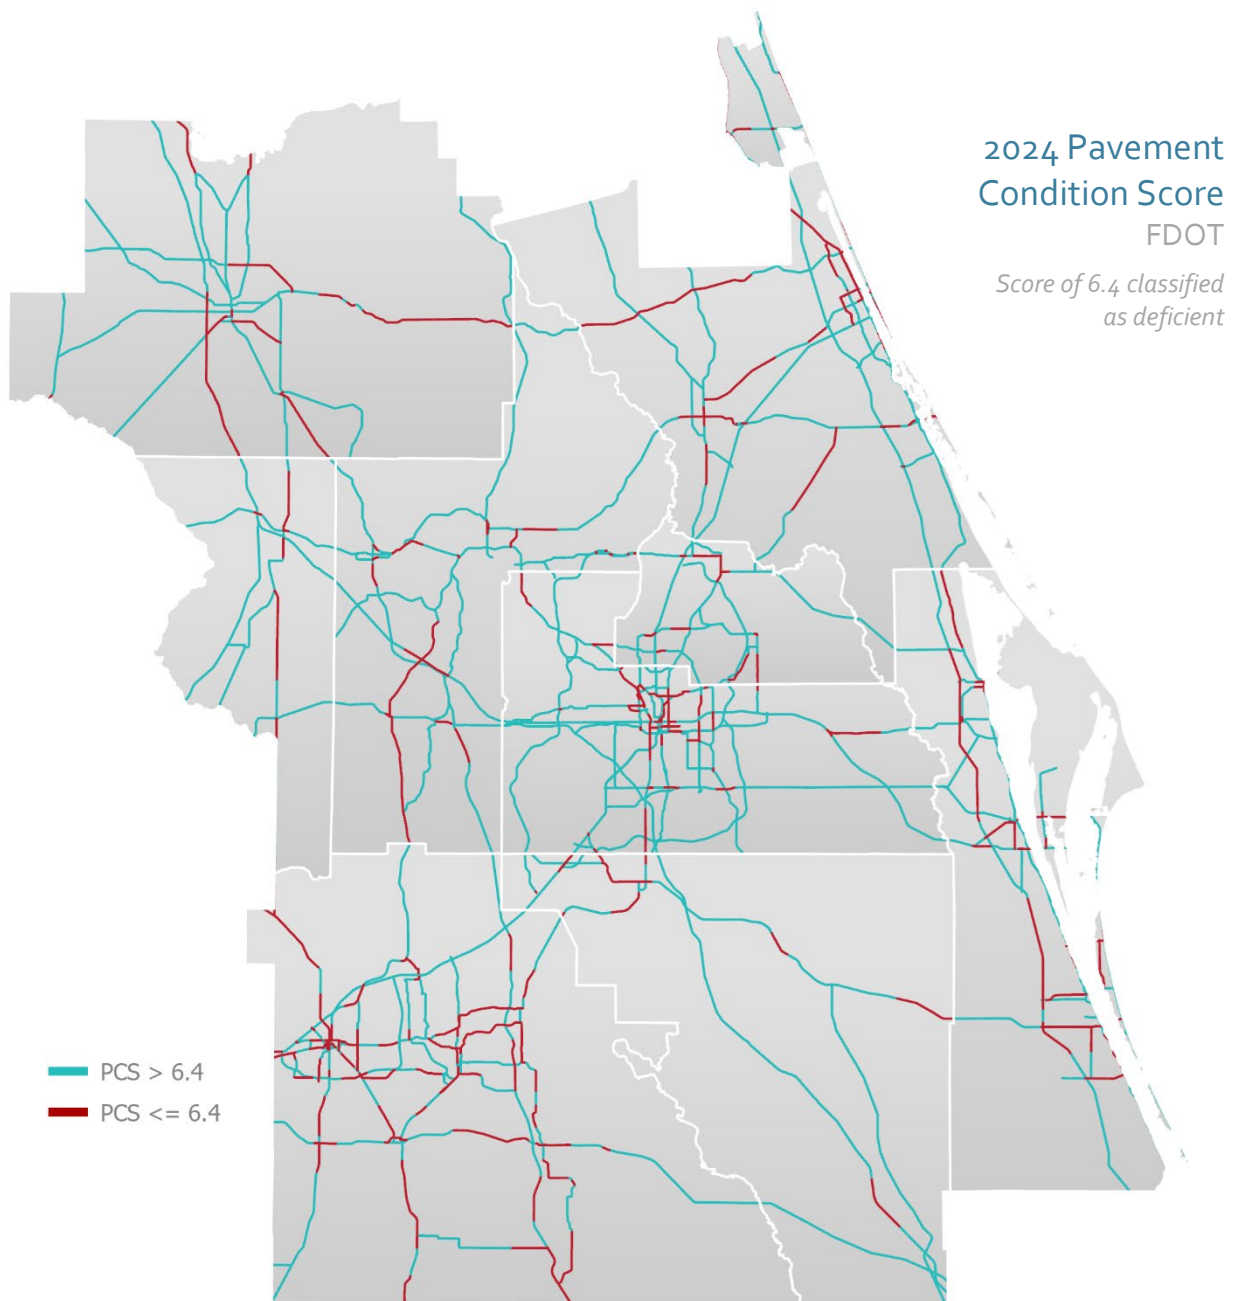 2024 Pavement
Condition Score
FDOT
Score of 6.4 classified
as deficient
PCS > 6.4
PCS <= 6.4